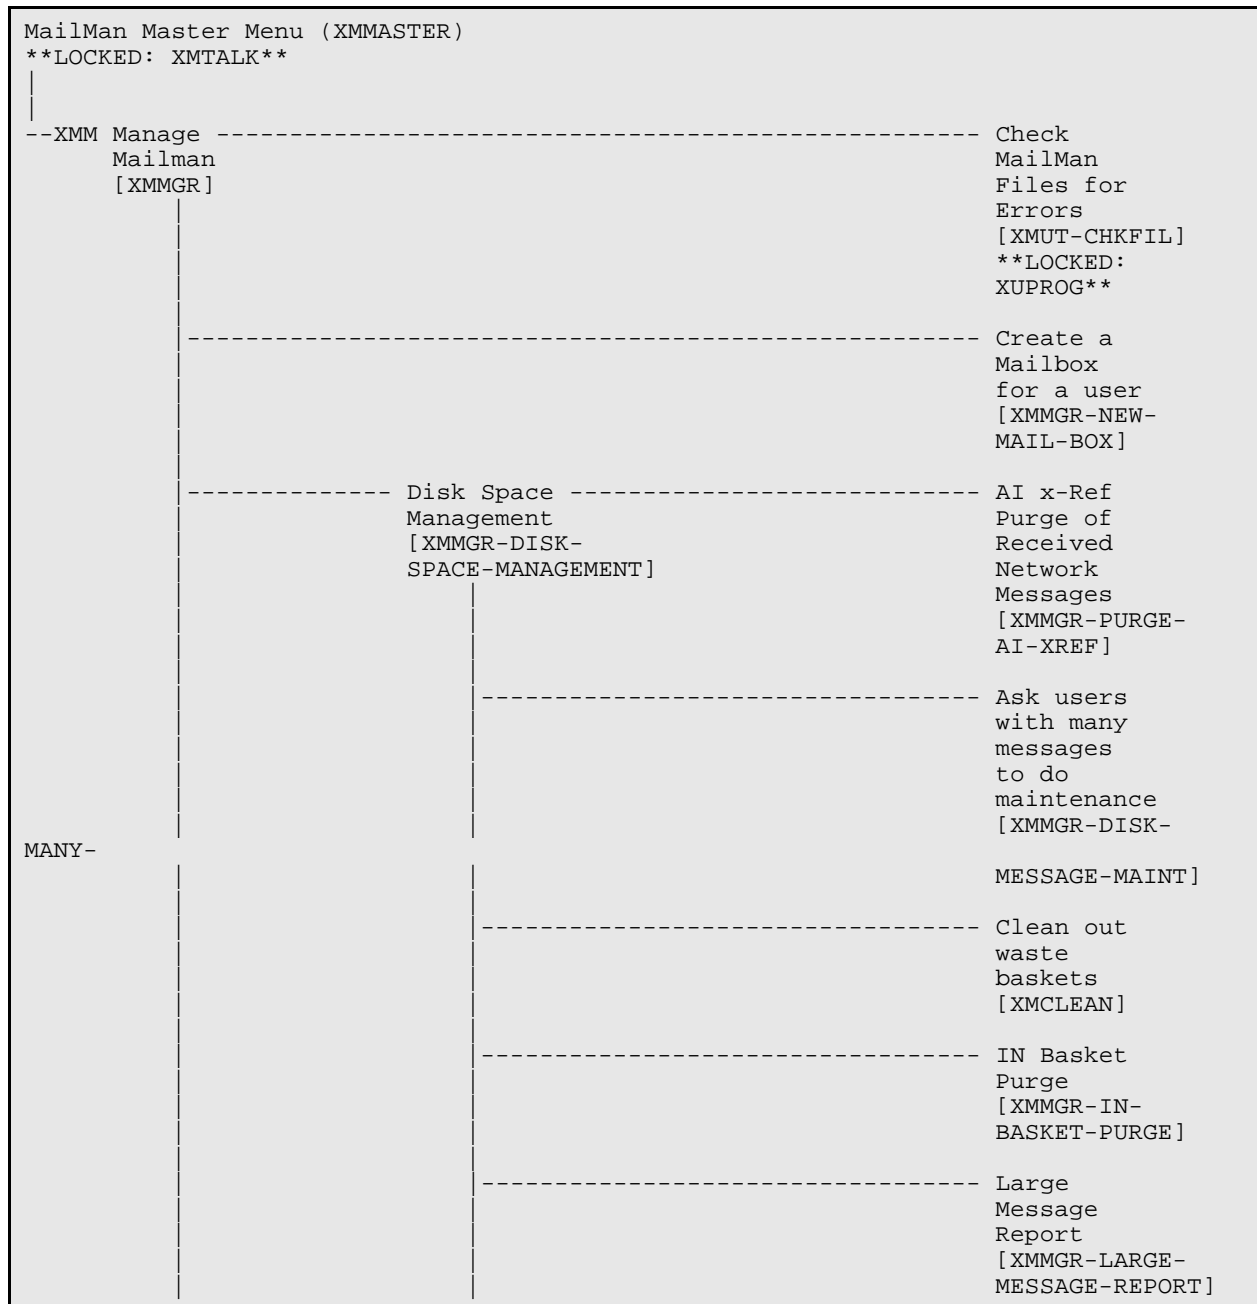 MailMan Master Menu (XMMASTER)
**LOCKED: XMTALK**
|
|
--XMM Manage ---------------------------------------------------- Check
Mailman MailMan
[XMMGR] Files for
| Errors
| [XMUT-CHKFIL]
| **LOCKED:
| XUPROG**
|
|------------------------------------------------------ Create a
| Mailbox
| for a user
| [XMMGR-NEW-
| MAIL-BOX]
|
|-------------- Disk Space ---------------------------- AI x-Ref
| Management Purge of
| [XMMGR-DISK- Received
| SPACE-MANAGEMENT] Network
| | Messages
| | [XMMGR-PURGE-
| | AI-XREF]
| |
| |---------------------------------- Ask users
| | with many
| | messages
| | to do
| | maintenance
| | [XMMGR-DISK-
MANY-
| | MESSAGE-MAINT]
| |
| |---------------------------------- Clean out
| | waste
| | baskets
| | [XMCLEAN]
| |
| |---------------------------------- IN Basket
| | Purge
| | [XMMGR-IN-
| | BASKET-PURGE]
| |
| |---------------------------------- Large
| | Message
| | Report
| | [XMMGR-LARGE-
| | MESSAGE-REPORT]